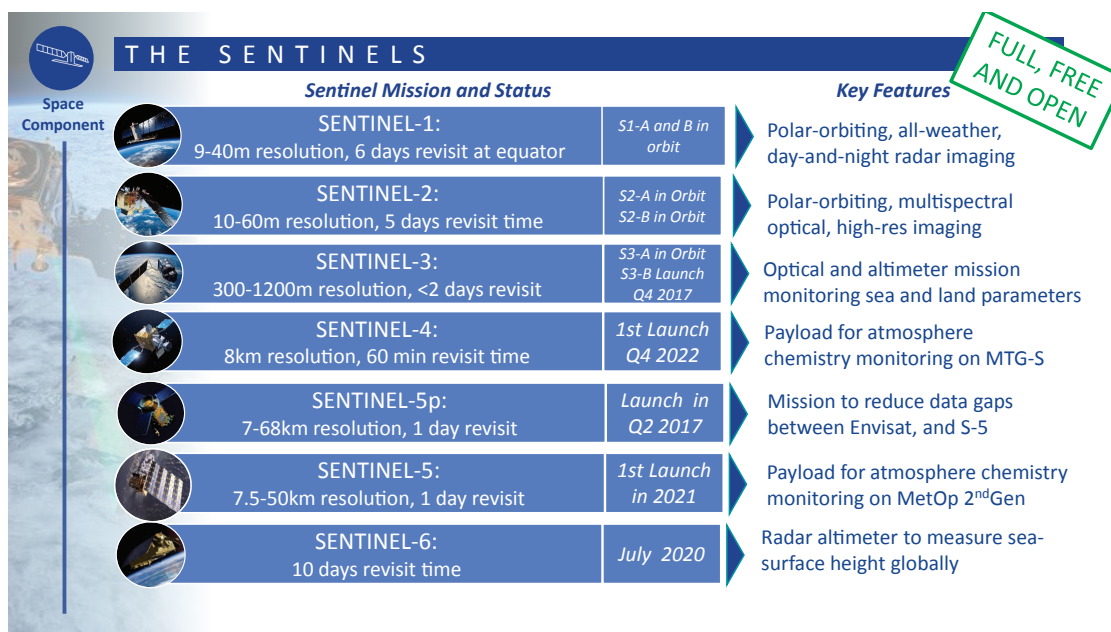 THE SENTINELS
FULL, FREE
AND OPEN
Space
Component
Sentinel Mission and Status
Key Features
SENTINEL-1:
9-40m resolution, 6 days revisit at equator
S1-A and B in
orbit
Polar-orbiting, all-weather,
day-and-night radar imaging
SENTINEL-2:
10-60m resolution, 5 days revisit time
S2-A in Orbit
S2-B in Orbit
Polar-orbiting, multispectral
optical, high-res imaging
SENTINEL-3:
300-1200m resolution, <2 days revisit
S3-A in Orbit
S3-B Launch
Q4 2017
Optical and altimeter mission
monitoring sea and land parameters
SENTINEL-4:
8km resolution, 60 min revisit time
1st Launch
Q4 2022
Payload for atmosphere
chemistry monitoring on MTG-S
SENTINEL-5p:
7-68km resolution, 1 day revisit
Launch in
Q2 2017
Mission to reduce data gaps
between Envisat, and S-5
SENTINEL-5:
7.5-50km resolution, 1 day revisit
1st Launch
in 2021
Payload for atmosphere chemistry
monitoring on MetOp 2ndGen
SENTINEL-6:
10 days revisit time
July 2020
Radar altimeter to measure sea-
surface height globally